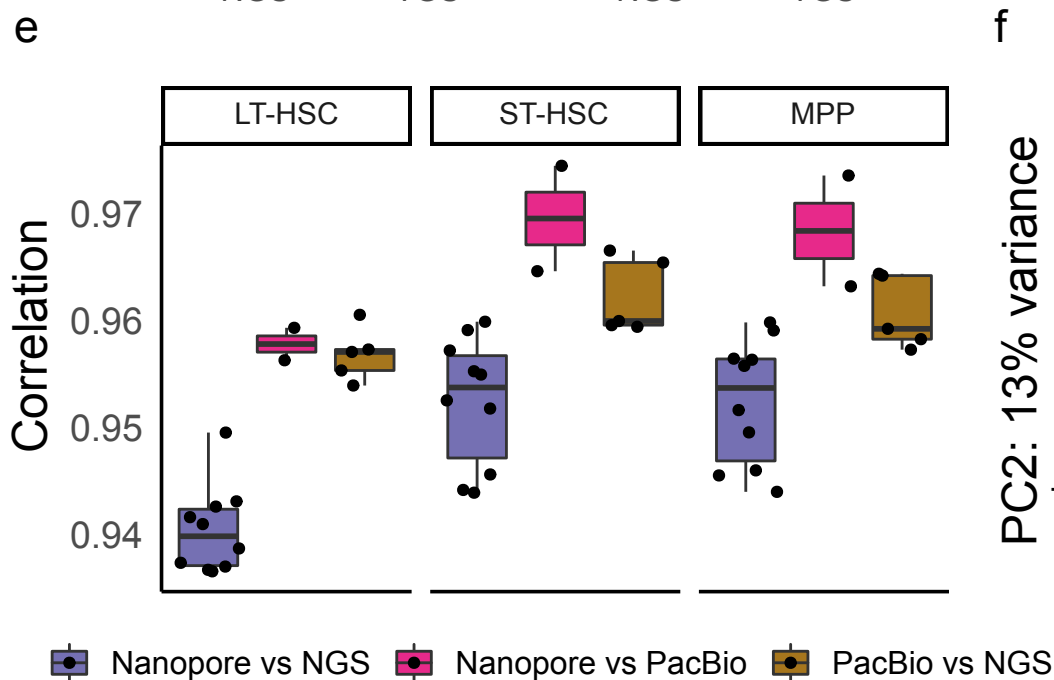 e
f
LT-HSC
ST-HSC
MPP
Correlation
0.97
0.96
0.95
0.94
PC2: 13% variance
Nanopore vs NGS
Nanopore vs PacBio
PacBio vs NGS